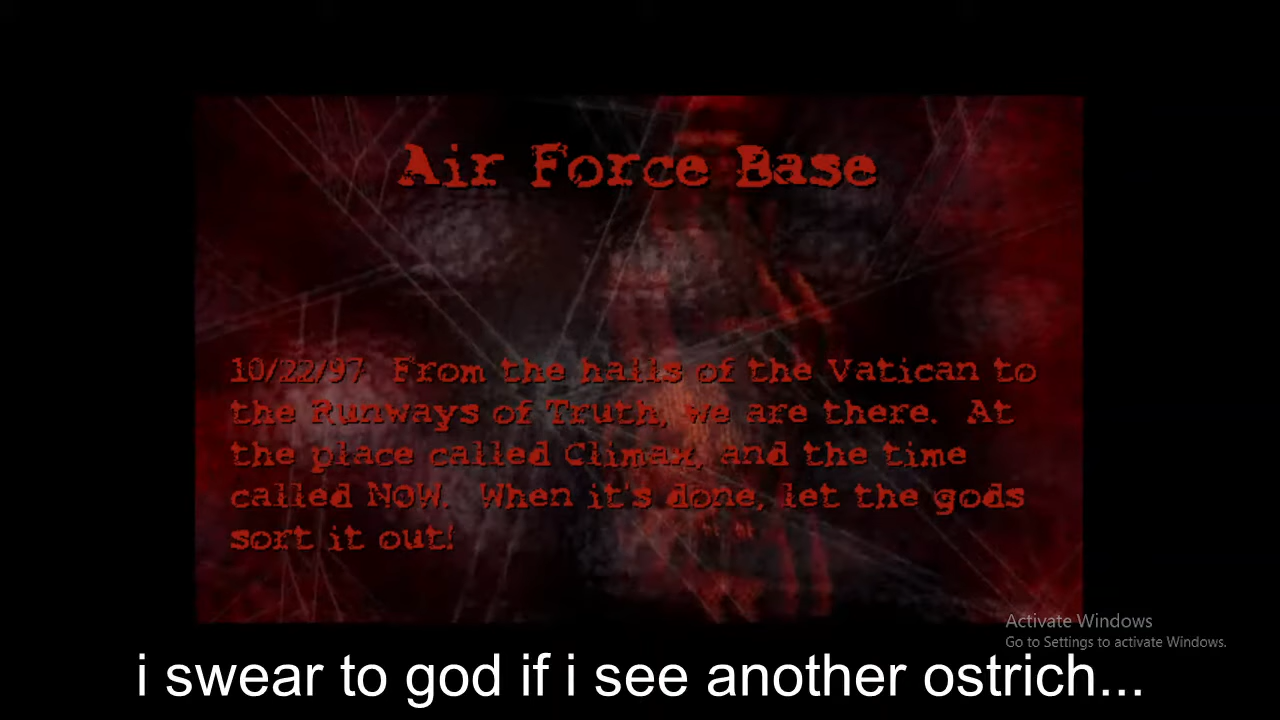 Air Force Base
10/22/97 From the halls of the Vatican to
the Runways of Truth, we are there. At
the place called Climax, and the time
called NOW. When it's done, let the gods
sort it out!
Activate Windows
Go to Settings to activate Windows.
i swear to god if i see another ostrich...